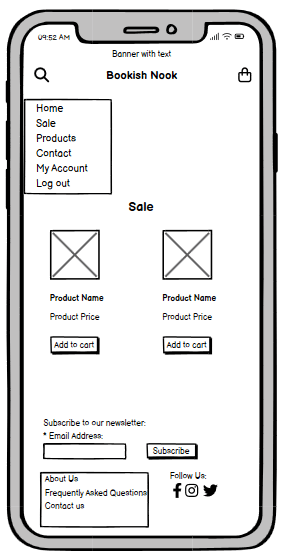 09:52 AM
Banner with text
Bookish Nook
Home
Sale
Products
Contact
My Account
Log out
Sale
Product Name Product Name
Product Price Product Price
Add to cart Add to cart
Subscribe to our newsletter:
* Email Address:
Subscribe
About Us
Frequently Asked Questions
Contact us
Follow Us: